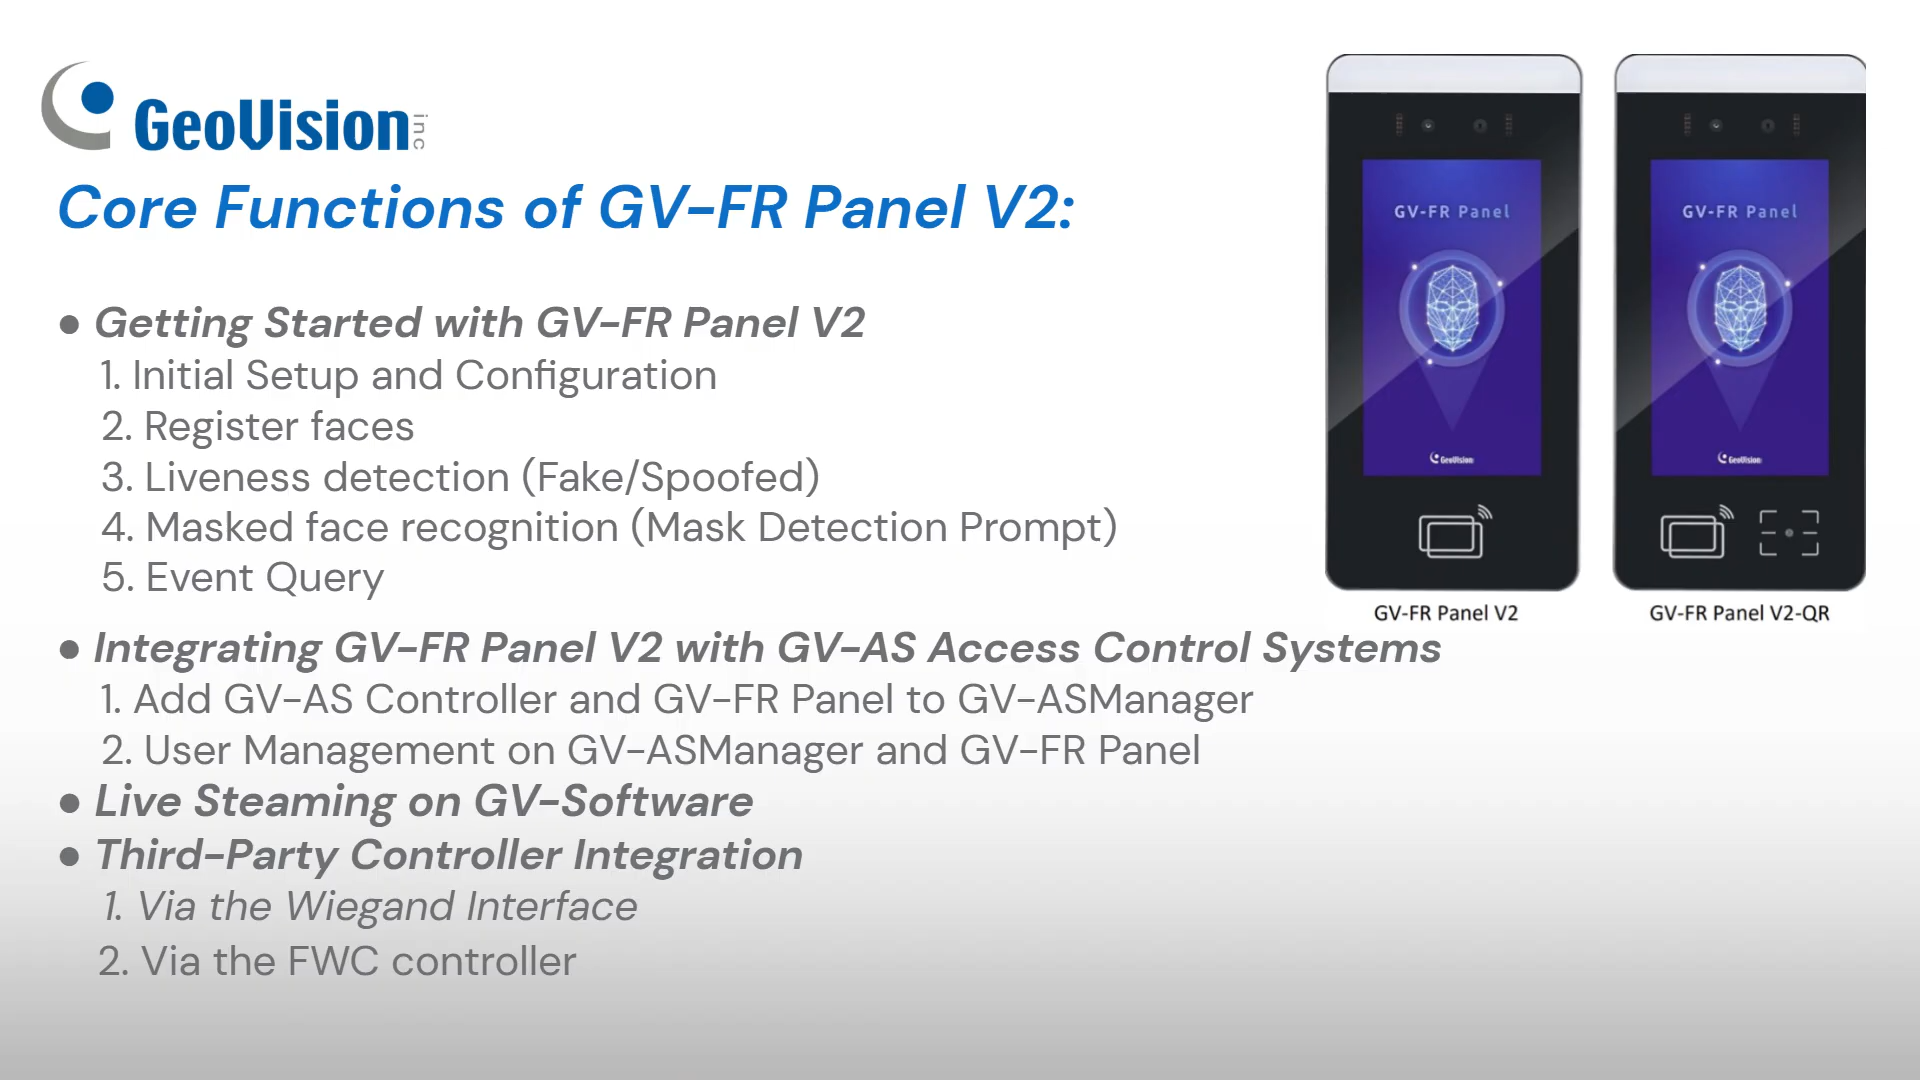 GeoVision inc
Core Functions of GV-FR Panel V2:
● Getting Started with GV-FR Panel V2
1. Initial Setup and Configuration
2. Register faces
3. Liveness detection (Fake/Spoofed)
4. Masked face recognition (Mask Detection Prompt)
5. Event Query
● Integrating GV-FR Panel V2 with GV-AS Access Control Systems
1. Add GV-AS Controller and GV-FR Panel to GV-ASManager
2. User Management on GV-ASManager and GV-FR Panel
● Live Steaming on GV-Software
● Third-Party Controller Integration
1. Via the Wiegand Interface
2. Via the FWC controller
GV-FR Panel
GeoVision
GV-FR Panel V2
GV-FR Panel
GeoVision
GV-FR Panel V2-QR